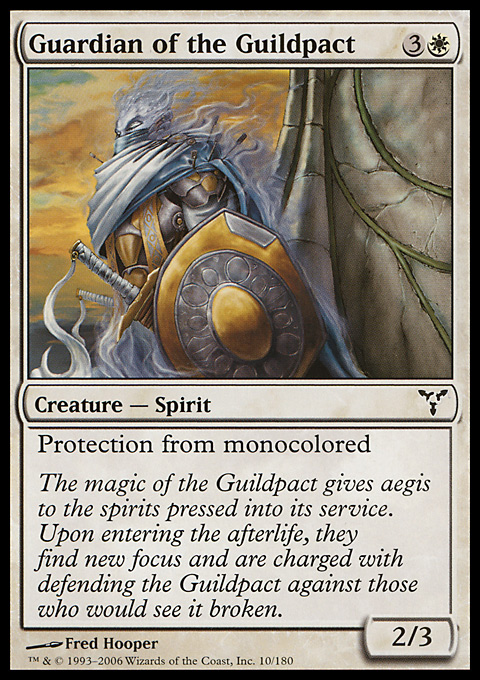 Guardian of the Guildpact 3
Creature — Spirit
Protection from monocolored
The magic of the Guildpact gives aegis
to the spirits pressed into its service.
Upon entering the afterlife, they
find new focus and are charged with
defending the Guildpact against those
who would see it broken.
Fred Hooper
2/3
™ & © 1993–2006 Wizards of the Coast, Inc. 10/180